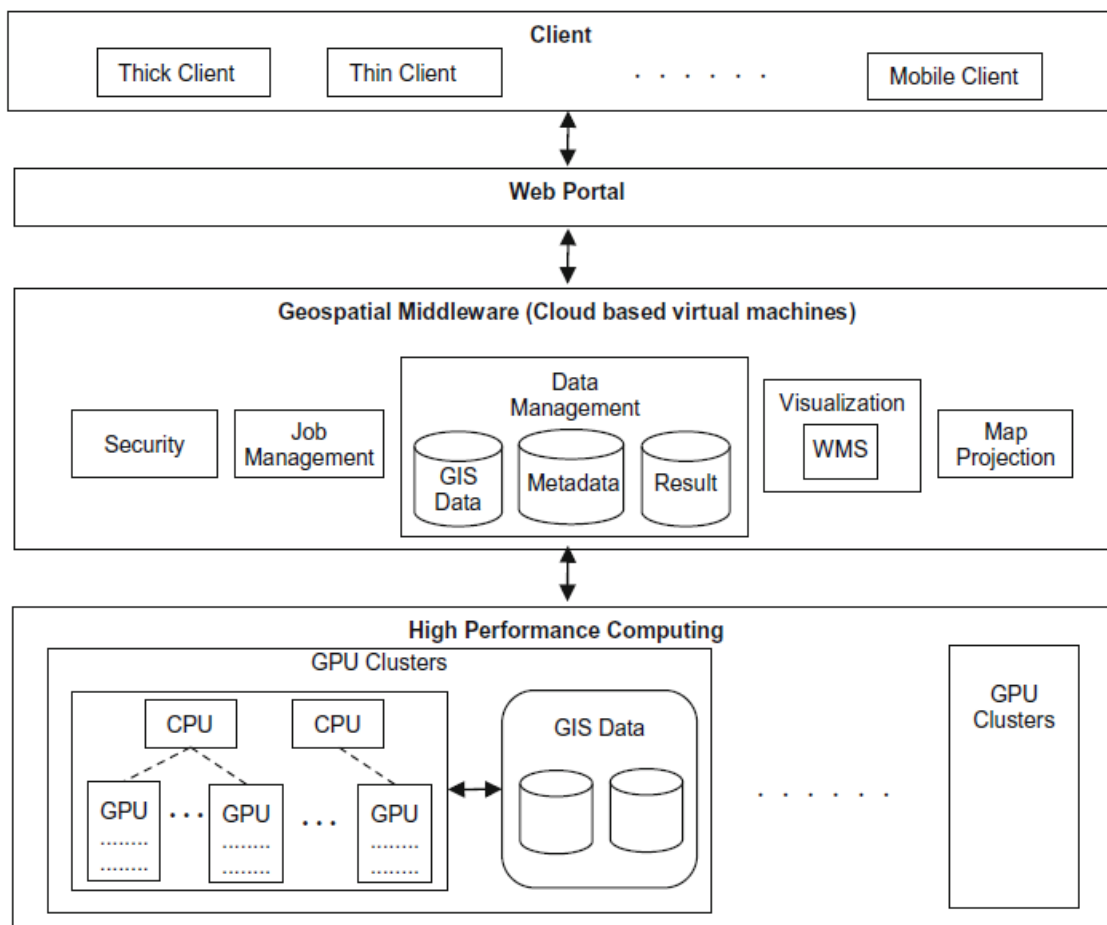 Client
Thick Client
Thin Client
. . . . . .
Mobile Client
Web Portal
Geospatial Middleware (Cloud based virtual machines)
Security
Job
Management
Data
Management
GIS
Data
Metadata
Result
Visualization
WMS
Map
Projection
High Performance Computing
GPU Clusters
CPU
CPU
GPU
........
........
...
GPU
........
........
...
GPU
........
........
GIS Data
. . . . . .
GPU
Clusters